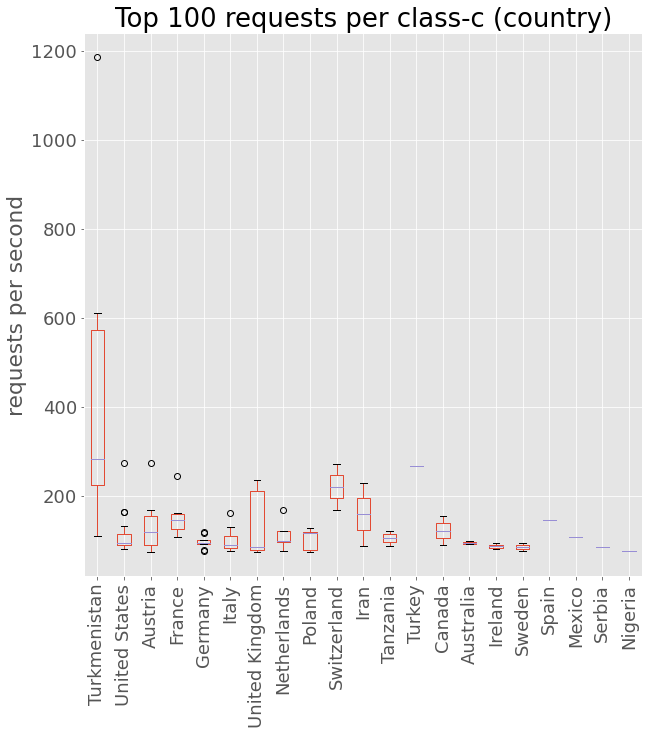 Top 100 requests per class-c (country)
requests per second
1200
1000
800
600
400
200
Turkmenistan
United States
Austria
France
Germany
Italy
United Kingdom
Netherlands
Poland
Switzerland
Iran
Tanzania
Turkey
Canada
Australia
Ireland
Sweden
Spain
Mexico
Serbia
Nigeria